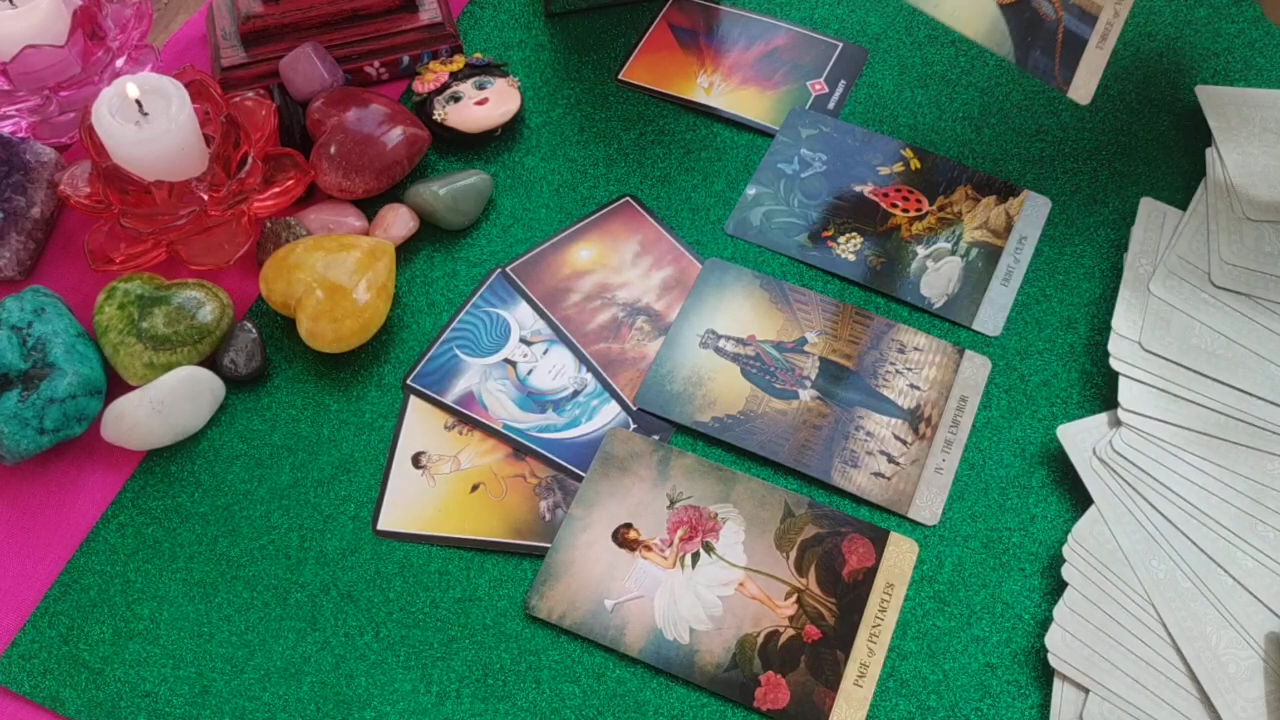 INTENSITY
EIGHT of CUPS
IV • THE EMPEROR
PAGE of PENTACLES